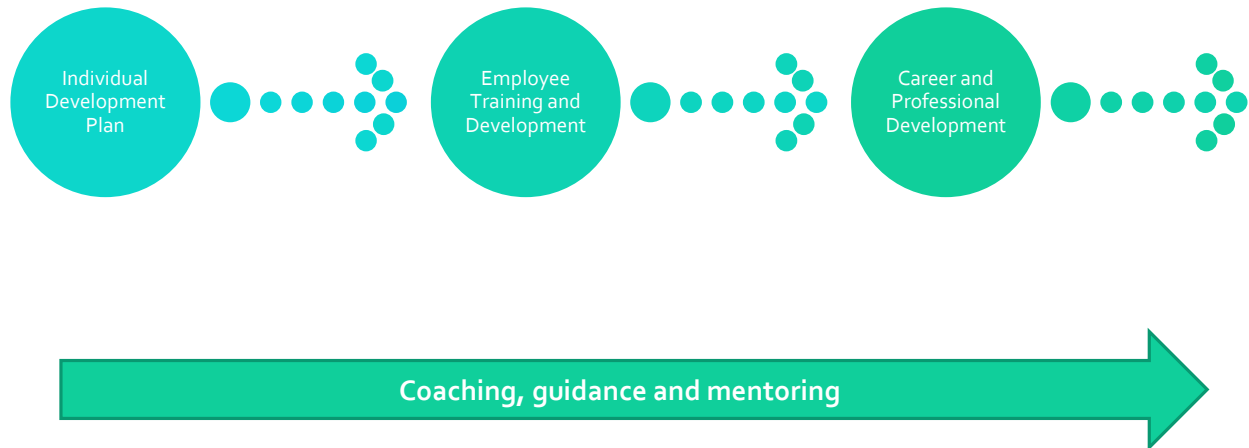 Individual
Development
Plan
Employee
Training and
Development
Career and
Professional
Development
Coaching, guidance and mentoring